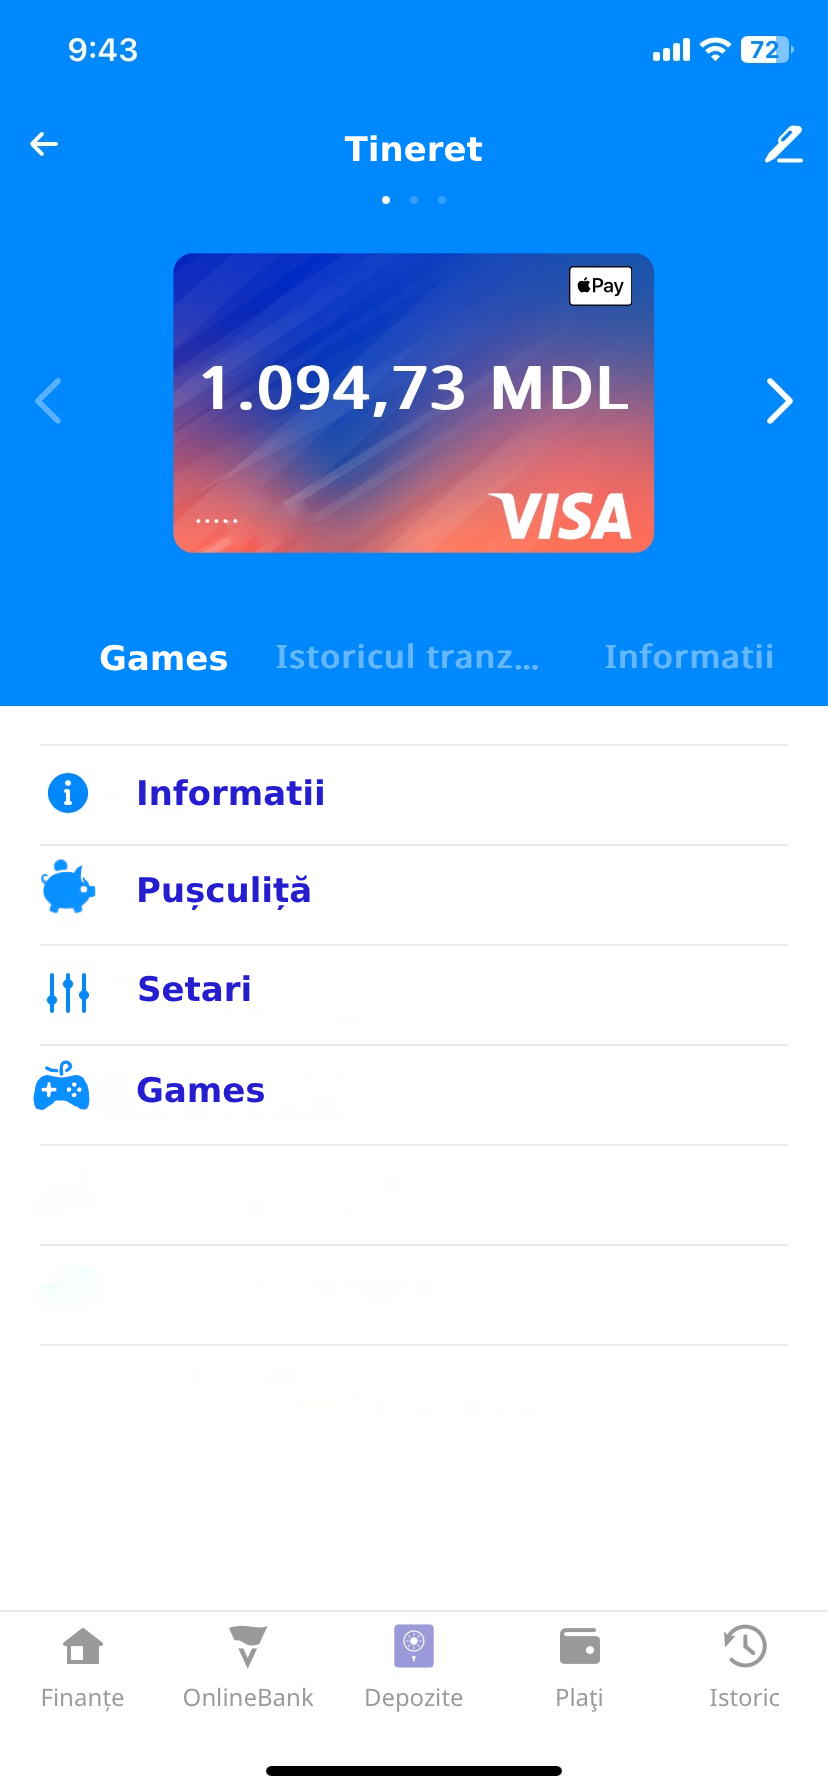 9:43
72
Tineret
Pay
1.094,73 MDL
.....
VISA
Games Istoricul tranz... Informatii
Informatii
Pușculiță
Setari
Games
Finanțe OnlineBank Depozite Plaţi Istoric